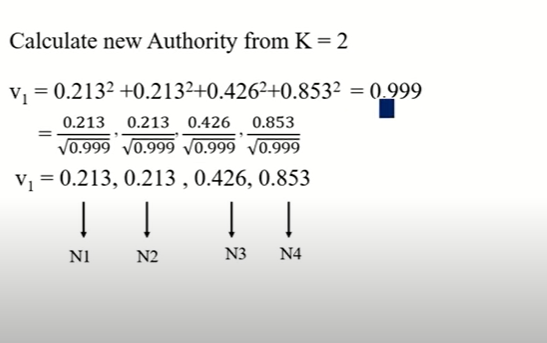 Calculate new Authority from K = 2
v₁ = 0.213² +0.213²+0.426²+0.853² = 0.999
= 0.213/√0.999, 0.213/√0.999, 0.426/√0.999, 0.853/√0.999
v₁ = 0.213, 0.213 , 0.426, 0.853
N1 N2 N3 N4